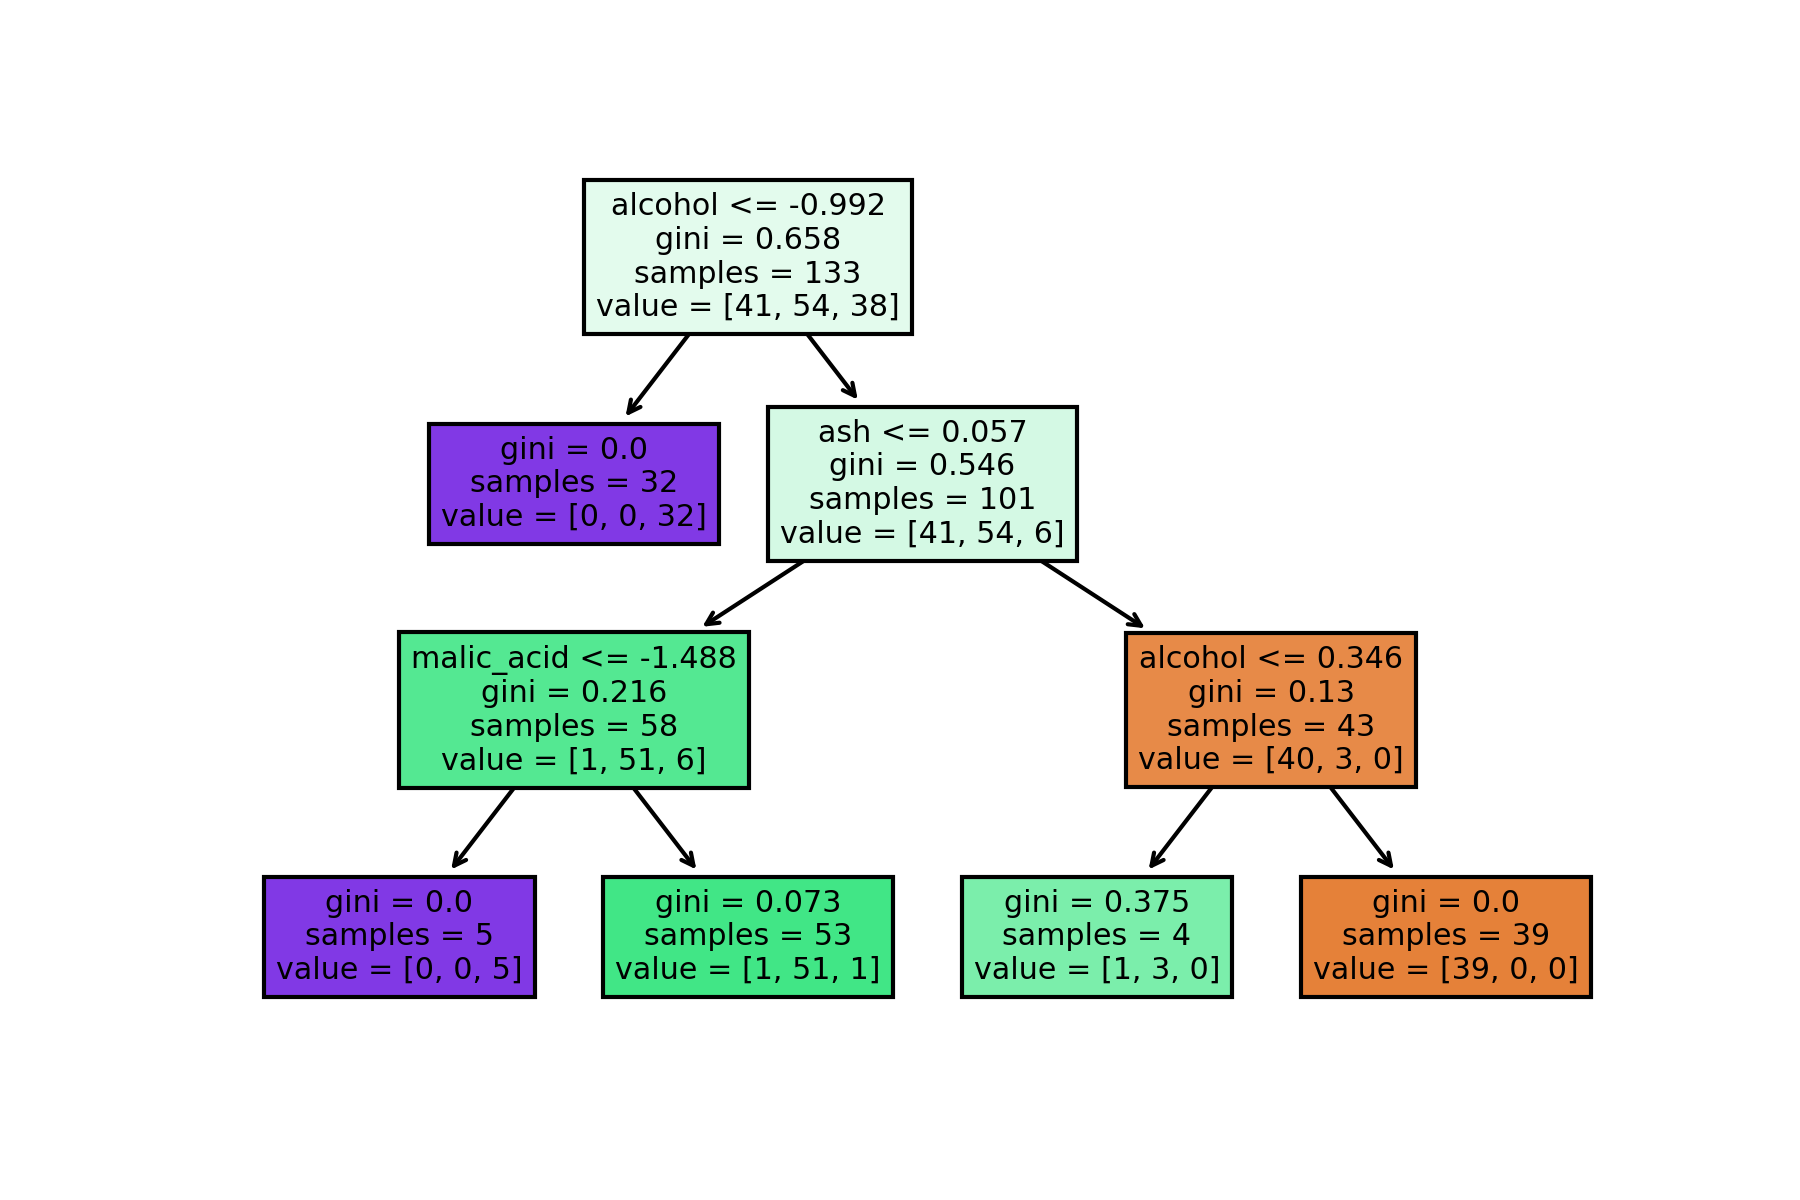 alcohol <= -0.992
gini = 0.658
samples = 133
value = [41, 54, 38]
gini = 0.0
samples = 32
value = [0, 0, 32]
ash <= 0.057
gini = 0.546
samples = 101
value = [41, 54, 6]
malic_acid <= -1.488
gini = 0.216
samples = 58
value = [1, 51, 6]
alcohol <= 0.346
gini = 0.13
samples = 43
value = [40, 3, 0]
gini = 0.0
samples = 5
value = [0, 0, 5]
gini = 0.073
samples = 53
value = [1, 51, 1]
gini = 0.375
samples = 4
value = [1, 3, 0]
gini = 0.0
samples = 39
value = [39, 0, 0]